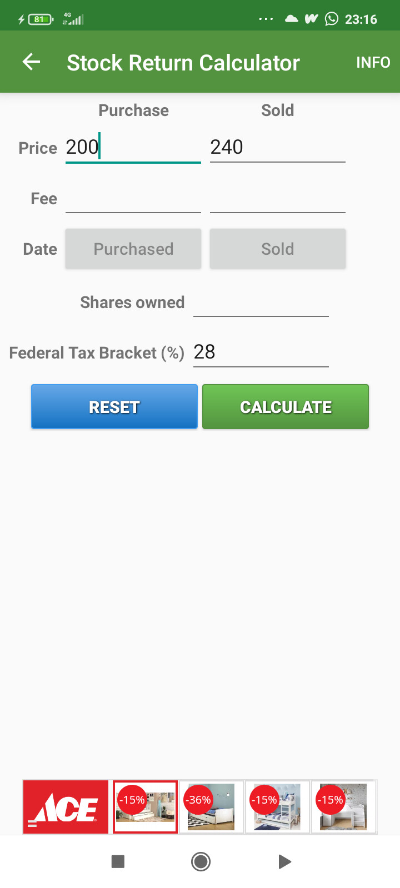 81
4G
23:16
Stock Return Calculator
INFO
Purchase
Sold
Price
200
240
Fee
Date
Purchased
Sold
Shares owned
Federal Tax Bracket (%)
28
RESET
CALCULATE
ACE
-15%
-36%
-15%
-15%